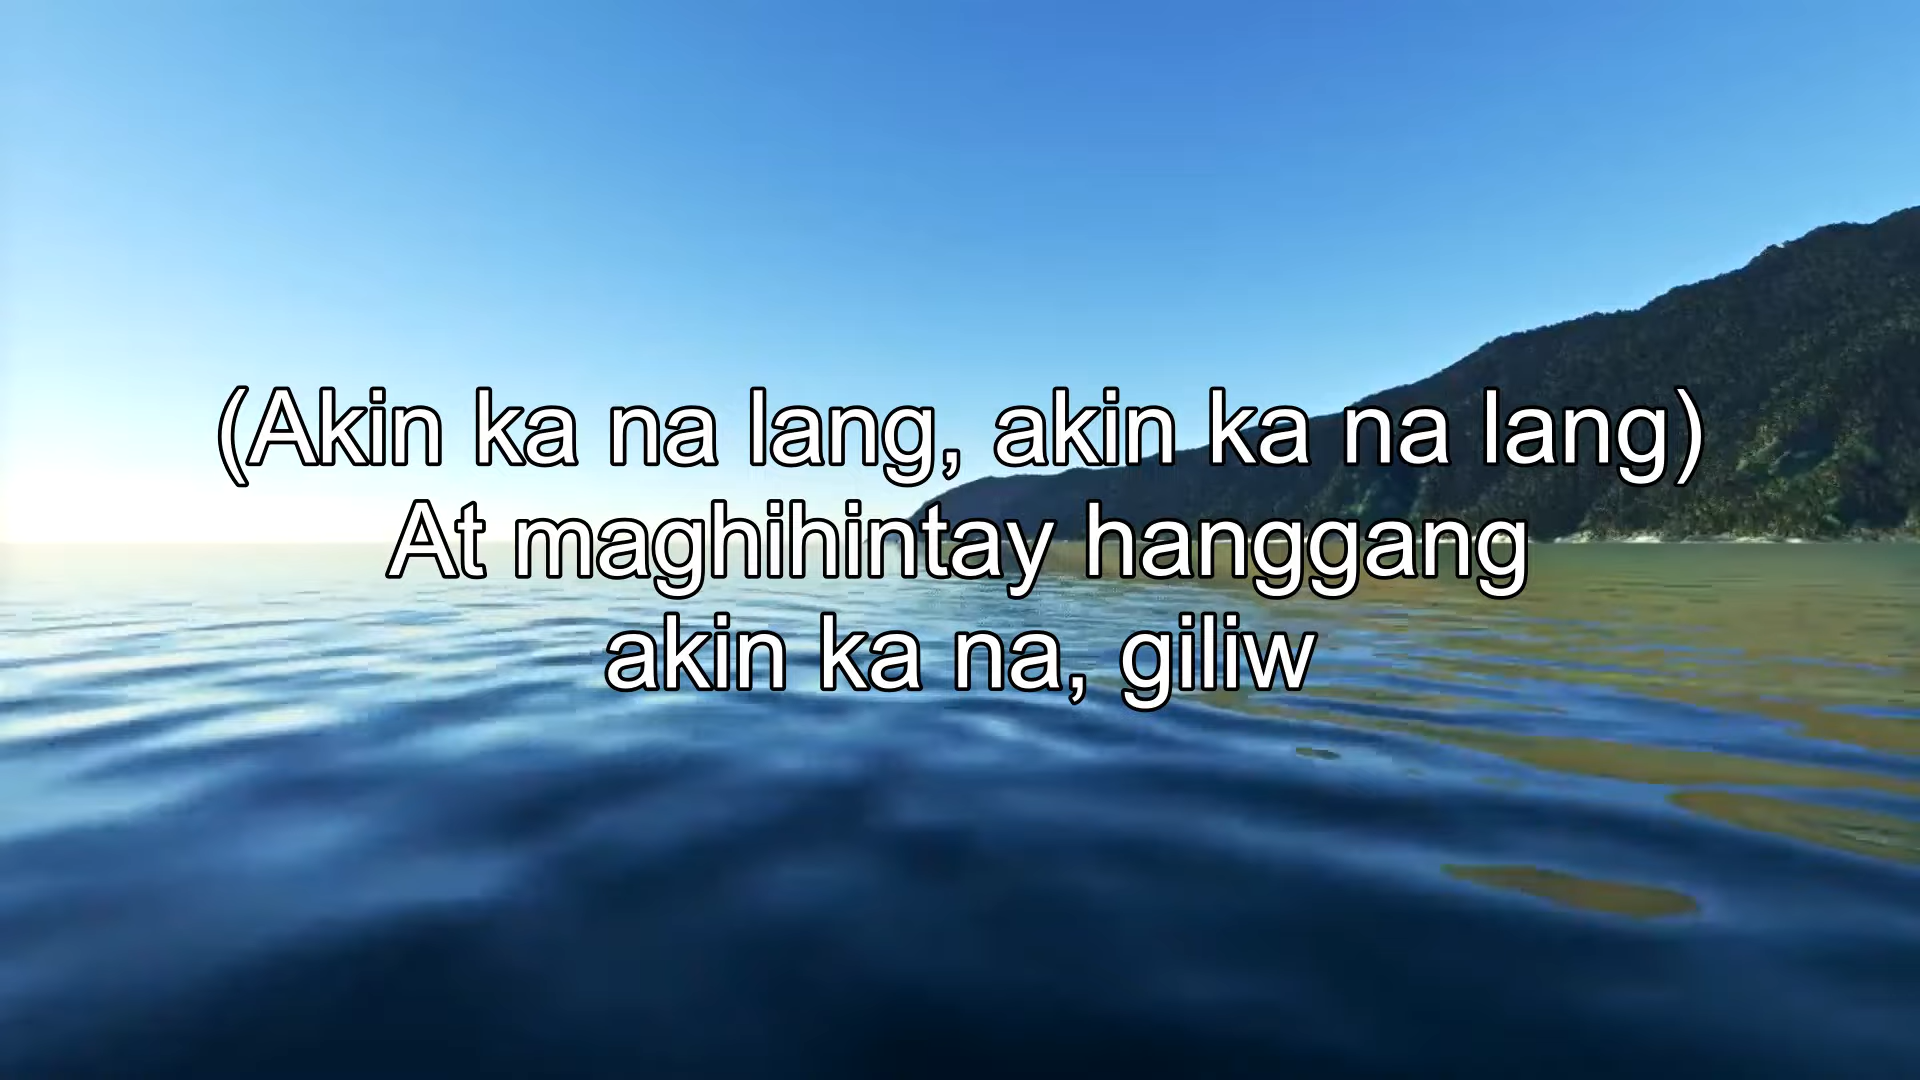 (Akin ka na lang, akin ka na lang)
At maghihintay hanggang
akin ka na, giliw